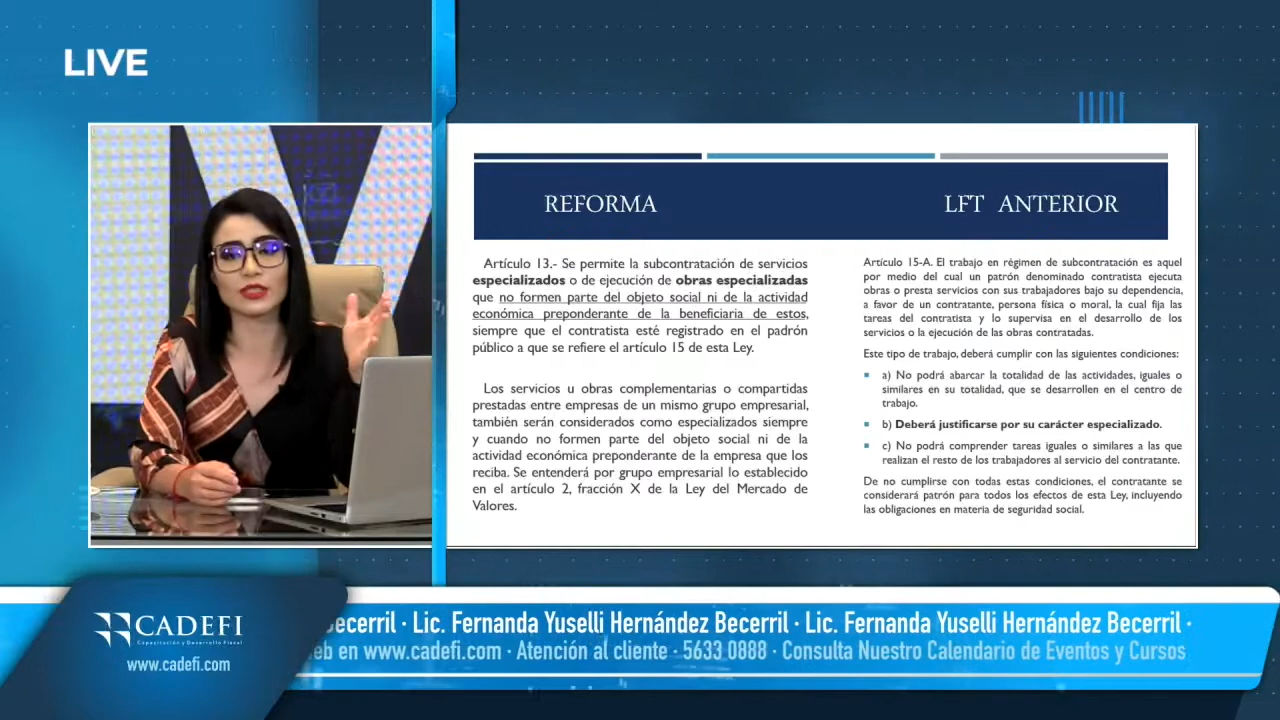 LIVE
REFORMA
LFT ANTERIOR
Artículo 13.- Se permite la subcontratación de servicios
especializados o de ejecución de obras especializadas
que no formen parte del objeto social ni de la actividad
económica preponderante de la beneficiaria de estos,
siempre que el contratista esté registrado en el padrón
público a que se refiere el artículo 15 de esta Ley.
Los servicios u obras complementarias o compartidas
prestadas entre empresas de un mismo grupo empresarial,
también serán considerados como especializados siempre
y cuando no formen parte del objeto social ni de la
actividad económica preponderante de la empresa que los
reciba. Se entenderá por grupo empresarial lo establecido
en el artículo 2, fracción X de la Ley del Mercado de
Valores.
Artículo 15-A. El trabajo en régimen de subcontratación es aquel
por medio del cual un patrón denominado contratista ejecuta
obras o presta servicios con sus trabajadores bajo su dependencia,
a favor de un contratante, persona física o moral, la cual fija las
tareas del contratista y lo supervisa en el desarrollo de los
servicios o la ejecución de las obras contratadas.
Este tipo de trabajo, deberá cumplir con las siguientes condiciones:
a) No podrá abarcar la totalidad de las actividades, iguales o
similares en su totalidad, que se desarrollen en el centro de
trabajo.
b) Deberá justificarse por su carácter especializado.
c) No podrá comprender tareas iguales o similares a las que
realizan el resto de los trabajadores al servicio del contratante.
De no cumplirse con todas estas condiciones, el contratante se
considerará patrón para todos los efectos de esta Ley, incluyendo
las obligaciones en materia de seguridad social.
CADEFI
Capacitación y Desarrollo Fiscal
www.cadefi.com
Becerril · Lic. Fernanda Yuselli Hernández Becerril · Lic. Fernanda Yuselli Hernández Becerril ·
eb en www.cadefi.com · Atención al cliente · 5633 0888 · Consulta Nuestro Calendario de Eventos y Cursos